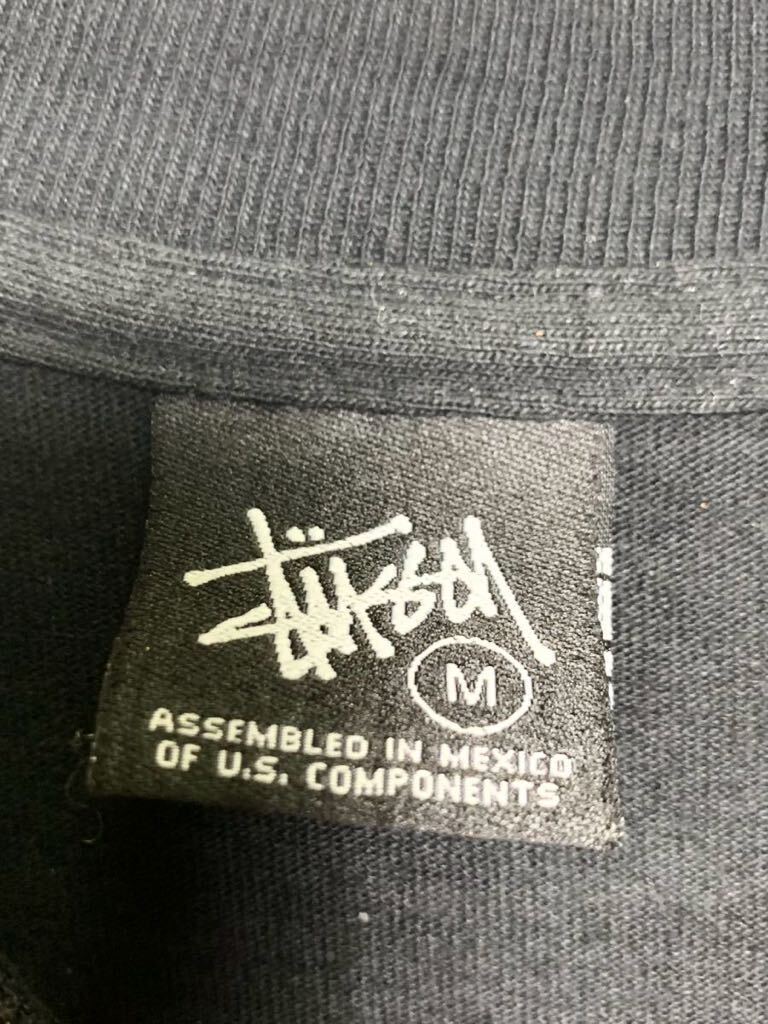 Stüssy
M
ASSEMBLED IN MEXICO
OF U.S. COMPONENTS